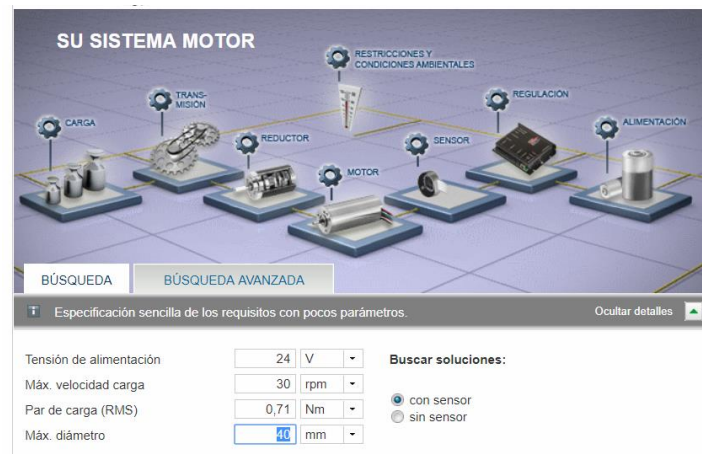 SU SISTEMA MOTOR
RESTRICCIONES Y
CONDICIONES AMBIENTALES
TRANS-
MISIÓN
REGULACIÓN
CARGA
ALIMENTACIÓN
REDUCTOR
SENSOR
MOTOR
BÚSQUEDA
BÚSQUEDA AVANZADA
Especificación sencilla de los requisitos con pocos parámetros.
Ocultar detalles
Tensión de alimentación 24 V
Buscar soluciones:
Máx. velocidad carga 30 rpm
con sensor
Par de carga (RMS) 0,71 Nm
sin sensor
Máx. diámetro 40 mm